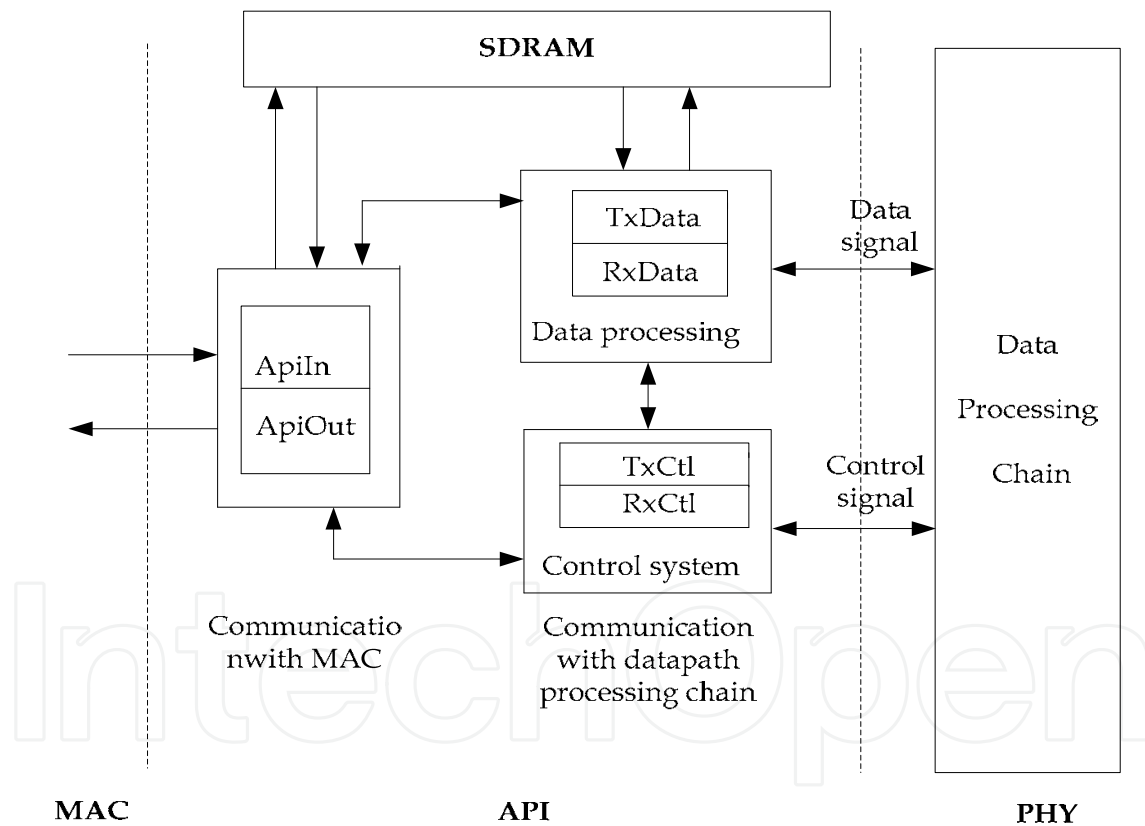 SDRAM
TxData
RxData
Data processing
Data
signal
ApiIn
ApiOut
TxCtl
RxCtl
Control system
Control
signal
Data
Processing
Chain
Communicatio
nwith MAC
Communication
with datapath
processing chain
IntechOpen
MAC
API
PHY